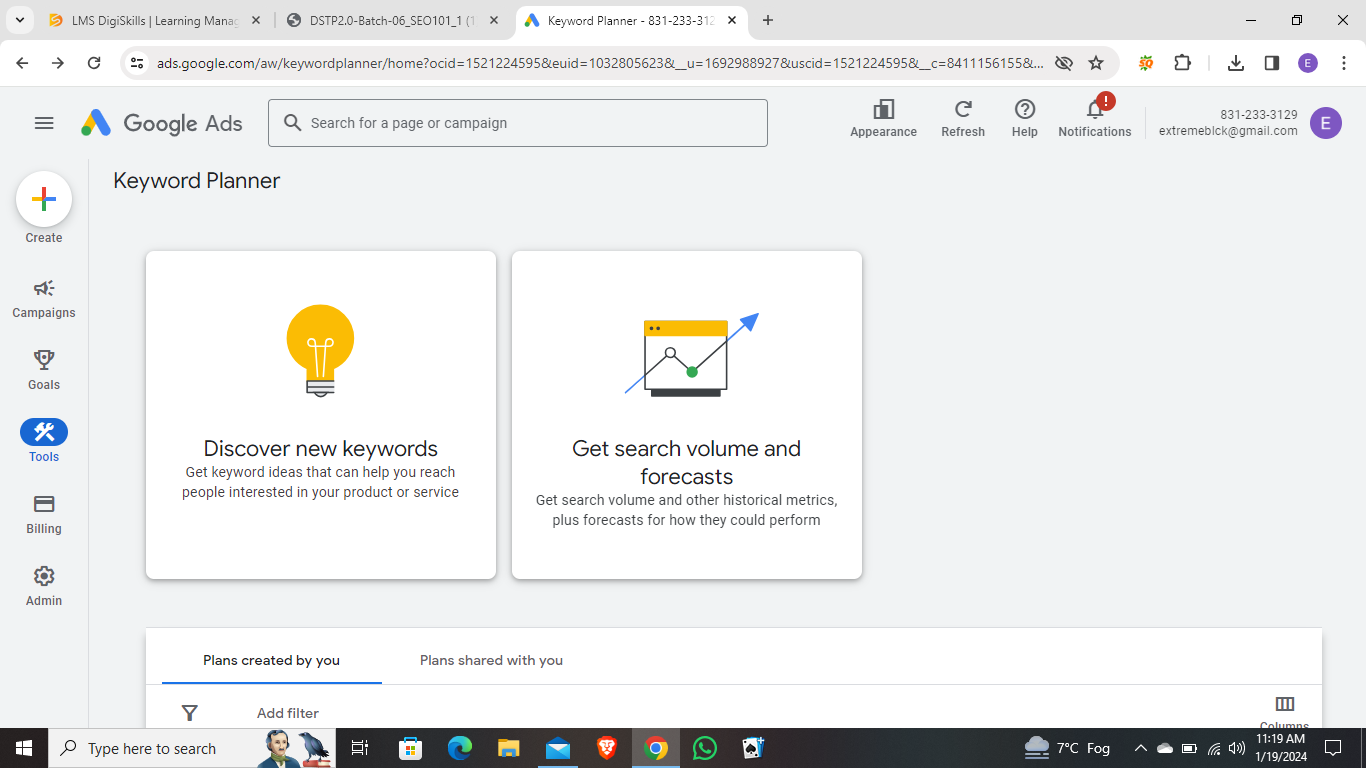 LMS DigiSkills | Learning Manag
DSTP2.0-Batch-06_SEO101_1 (1
Keyword Planner - 831-233-312
ads.google.com/aw/keywordplanner/home?ocid=1521224595&euid=1032805623&__u=1692988927&uscid=1521224595&__c=8411156155&...
SQ
E
Google Ads
Search for a page or campaign
Appearance
Refresh
Help
!
Notifications
831-233-3129
extremeblck@gmail.com
E
Keyword Planner
Create
Campaigns
Goals
Tools
Billing
Admin
Discover new keywords
Get keyword ideas that can help you reach
people interested in your product or service
Get search volume and
forecasts
Get search volume and other historical metrics,
plus forecasts for how they could perform
Plans created by you
Plans shared with you
Add filter
Columns
Type here to search
7°C Fog
11:19 AM
1/19/2024